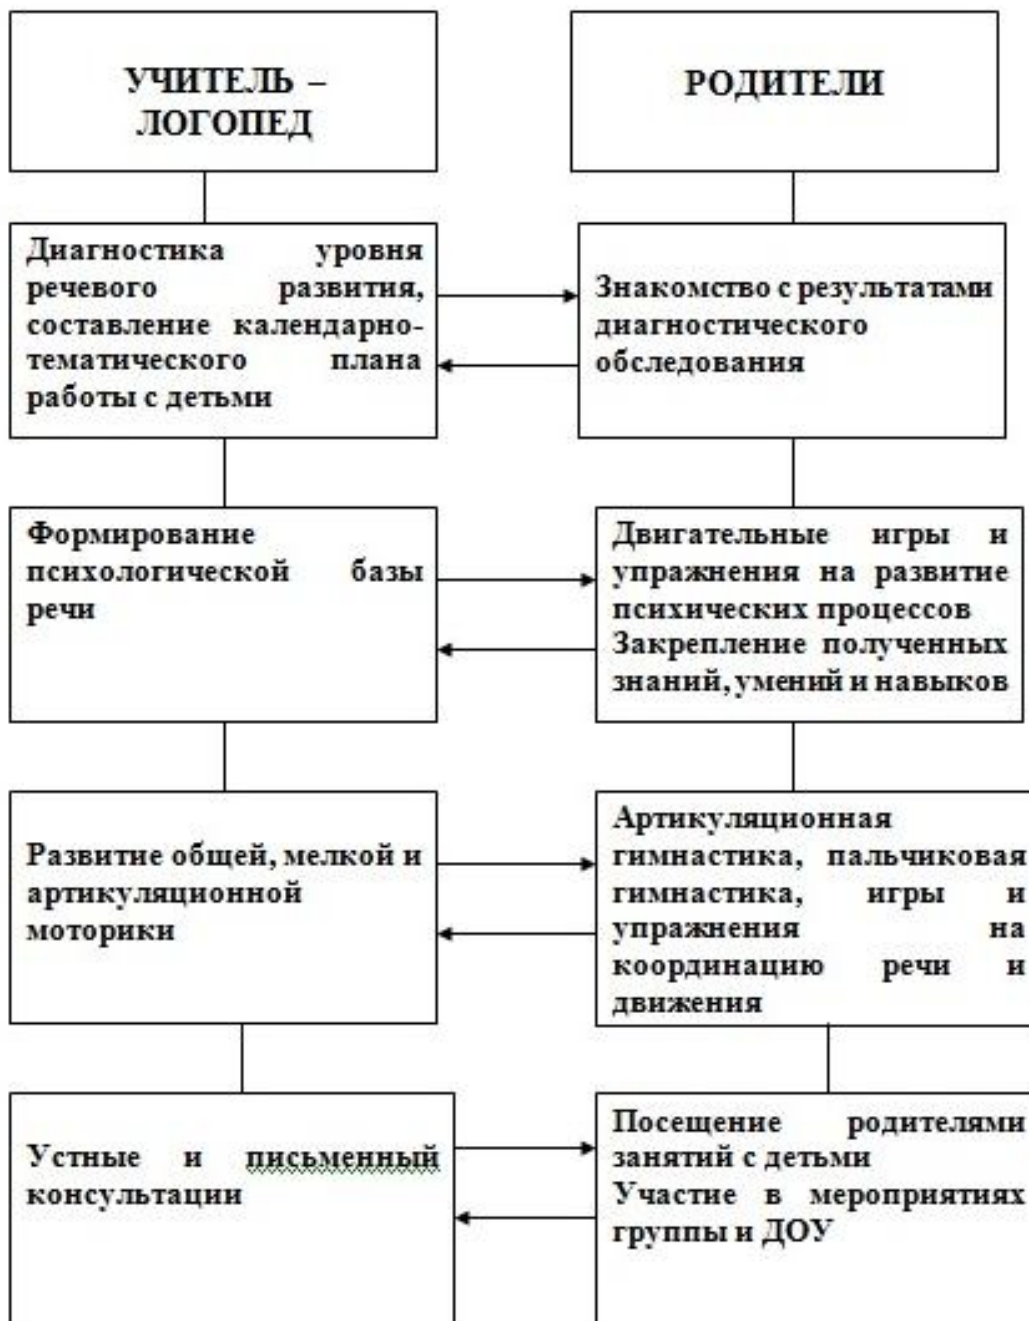 УЧИТЕЛЬ –
ЛОГОПЕД
РОДИТЕЛИ
Диагностика уровня
речевого развития,
составление календарно-
тематического плана
работы с детьми
Знакомство с результатами
диагностического
обследования
Формирование
психологической базы
речи
Двигательные игры и
упражнения на развитие
психических процессов
Закрепление полученных
знаний, умений и навыков
Развитие общей, мелкой и
артикуляционной
моторики
Артикуляционная
гимнастика, пальчиковая
гимнастика, игры и
упражнения на
координацию речи и
движения
Устные и письменный
консультации
Посещение родителями
занятий с детьми
Участие в мероприятиях
группы и ДОУ